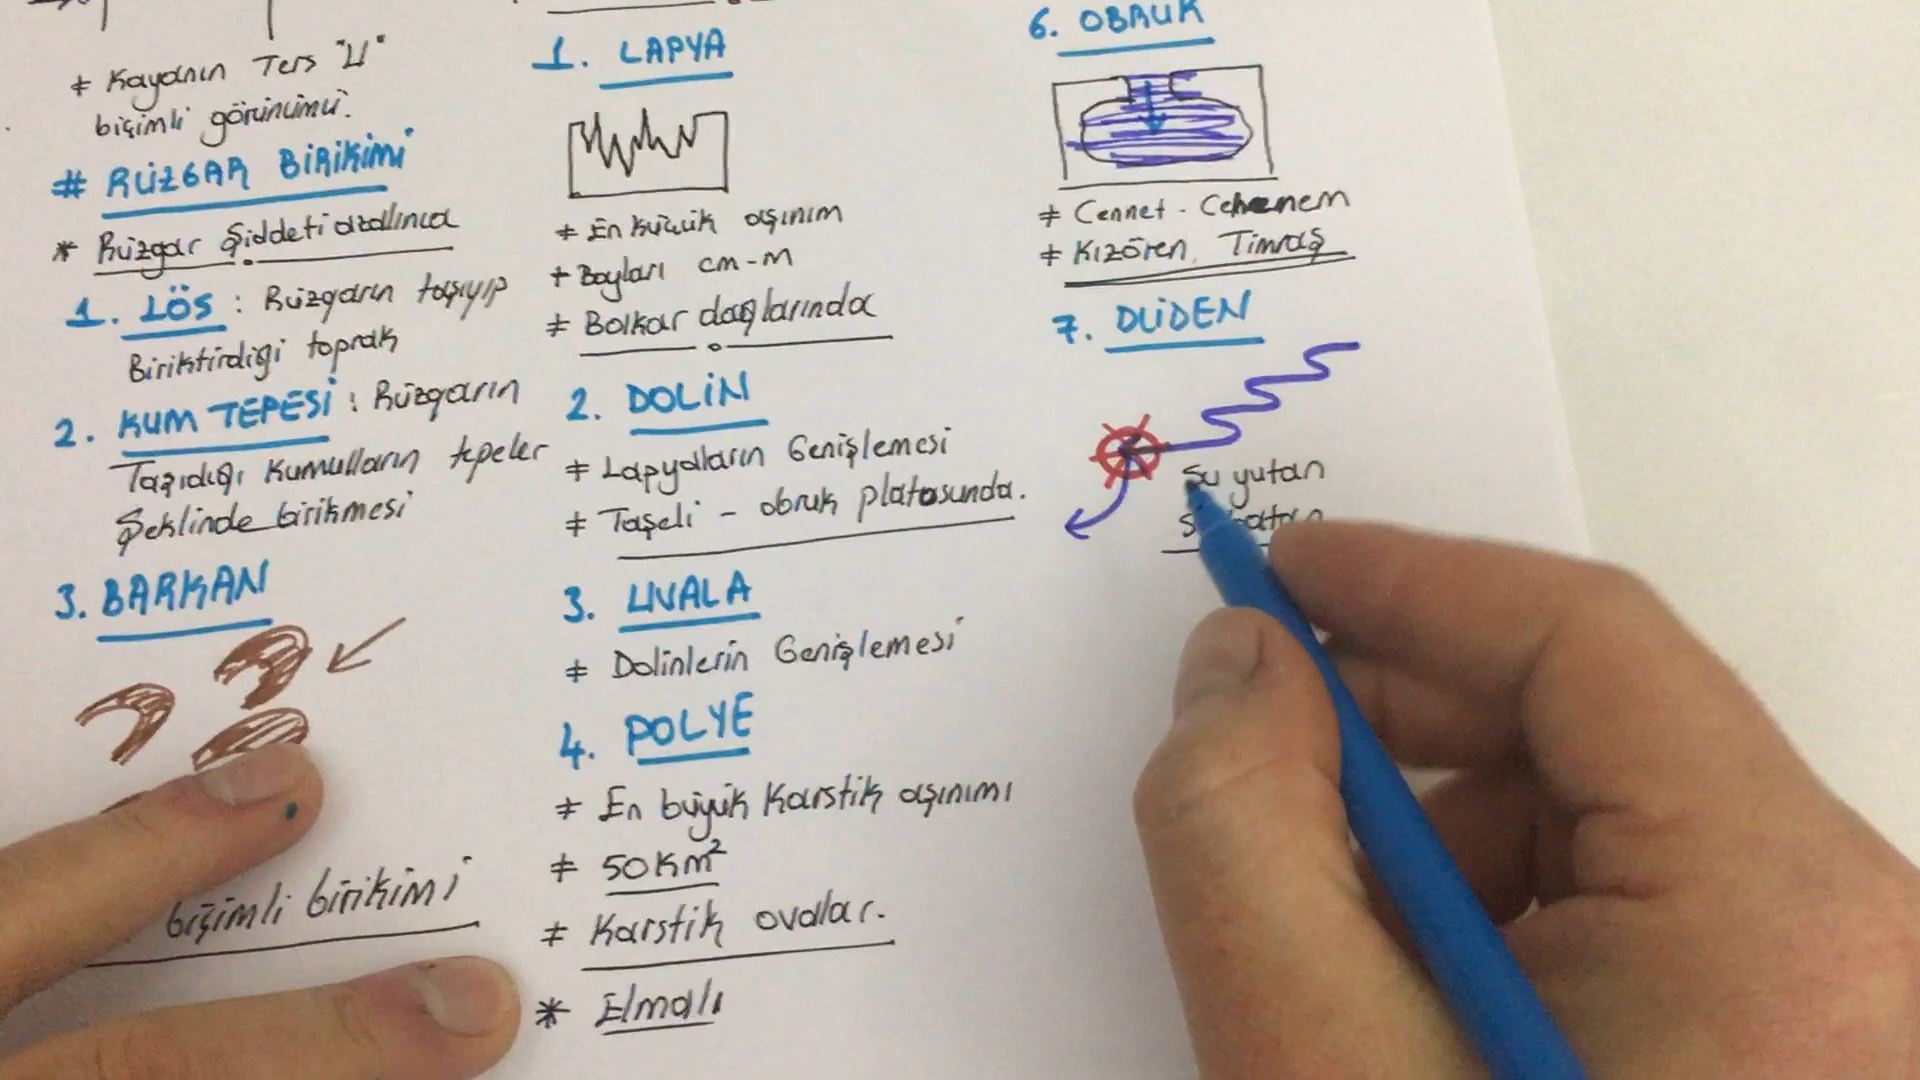 ≠ Kayanın Ters "U"
biçimli görünümü.
# RÜZGAR BİRİKİMİ
* Rüzgar Şiddeti azalınca
1. LÖS : Rüzgarın taşıyıp
Biriktirdiği toprak
2. KUM TEPESİ : Rüzgarın
Taşıdığı Kumulların tepeler
Şeklinde birikmesi
3. BARKAN
biçimli birikimi
1. LAPYA
≠ En küçük aşınım
+ Boyları cm-m
≠ Bolkar dağlarında
2. DOLİN
≠ Lapyaların Genişlemesi
≠ Taşeli - obruk platosunda.
3. UVALA
≠ Dolinlerin Genişlemesi
4. POLYE
≠ En büyük Karstik aşınımı
≠ 50 Km²
≠ Karstik ovalar.
* Elmalı
6. OBRUK
≠ Cennet - Cehenem
≠ Kızören, Timraş
7. DÜDEN
Su yutan